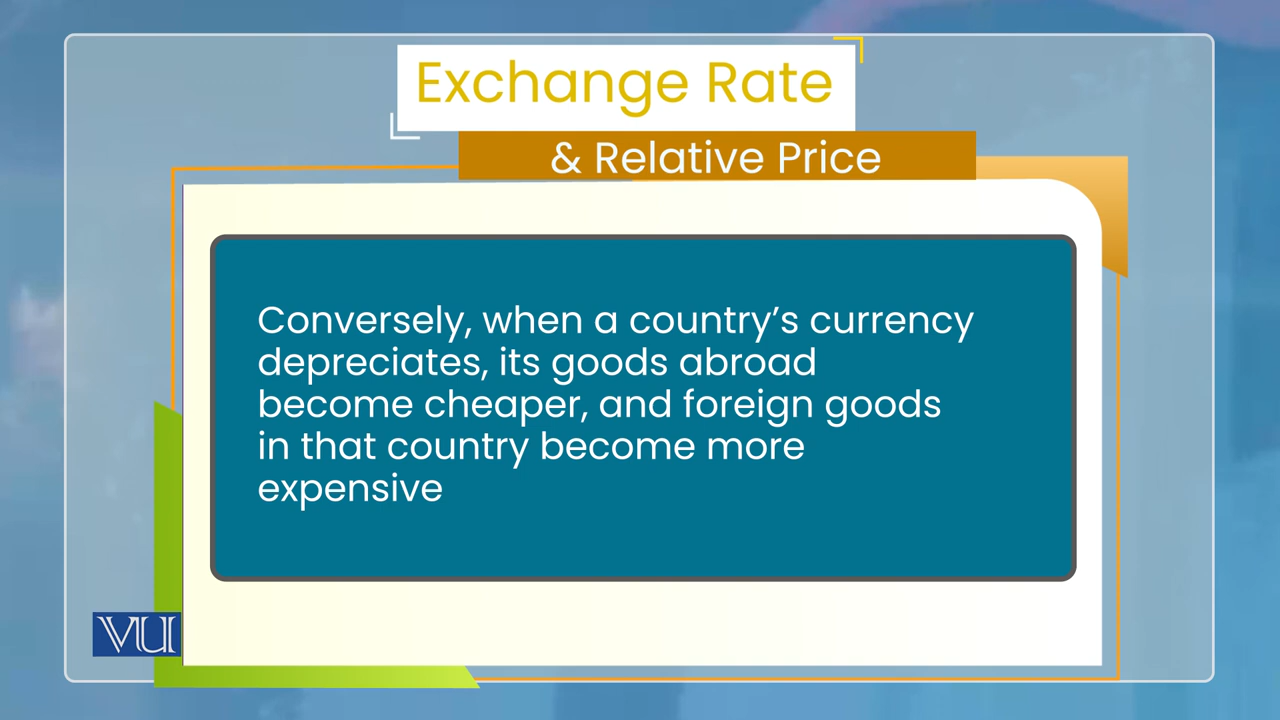 Exchange Rate
& Relative Price
Conversely, when a country’s currency
depreciates, its goods abroad
become cheaper, and foreign goods
in that country become more
expensive
VU